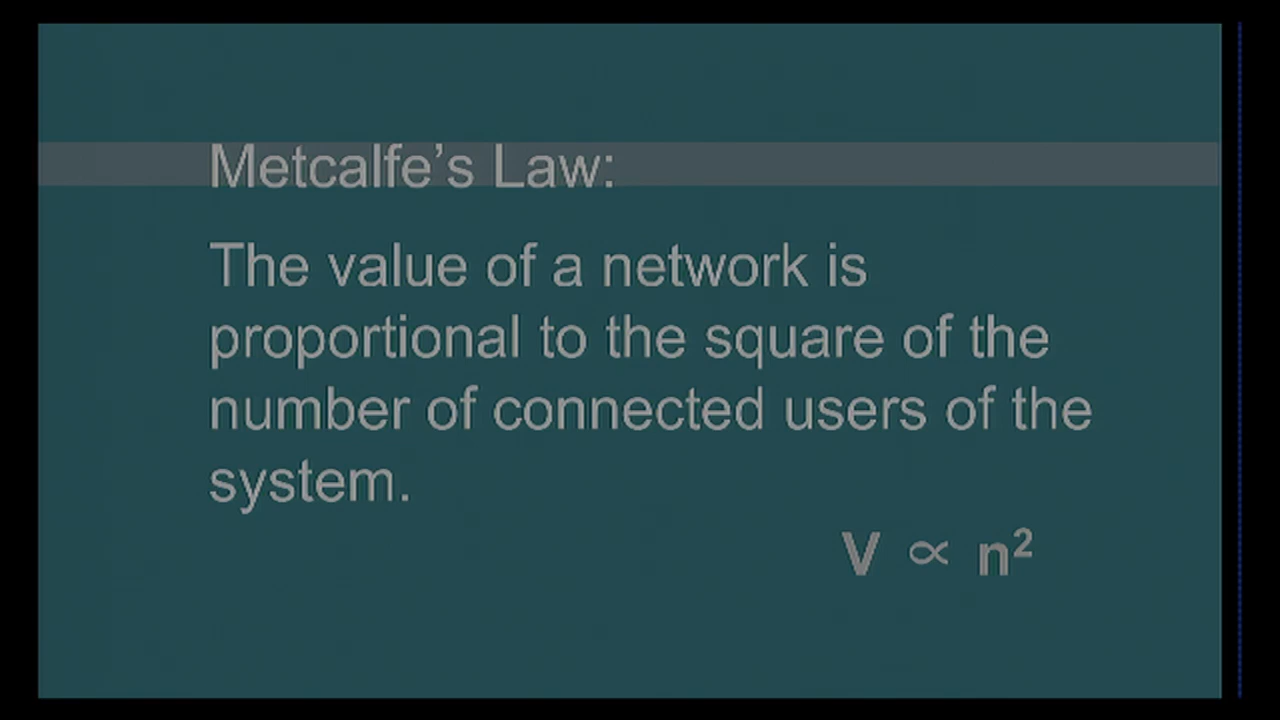 Metcalfe’s Law:
The value of a network is
proportional to the square of the
number of connected users of the
system.
V ∝ n²